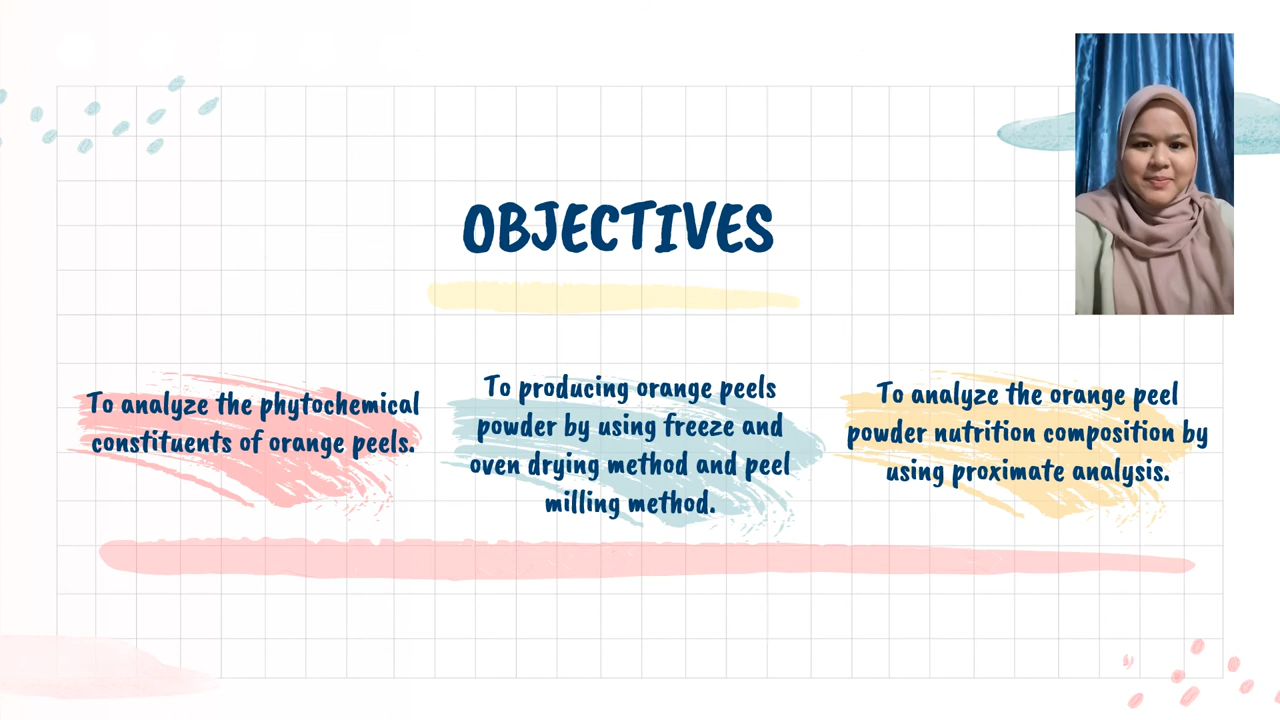 OBJECTIVES
To analyze the phytochemical
constituents of orange peels.
To producing orange peels
powder by using freeze and
oven drying method and peel
milling method.
To analyze the orange peel
powder nutrition composition by
using proximate analysis.